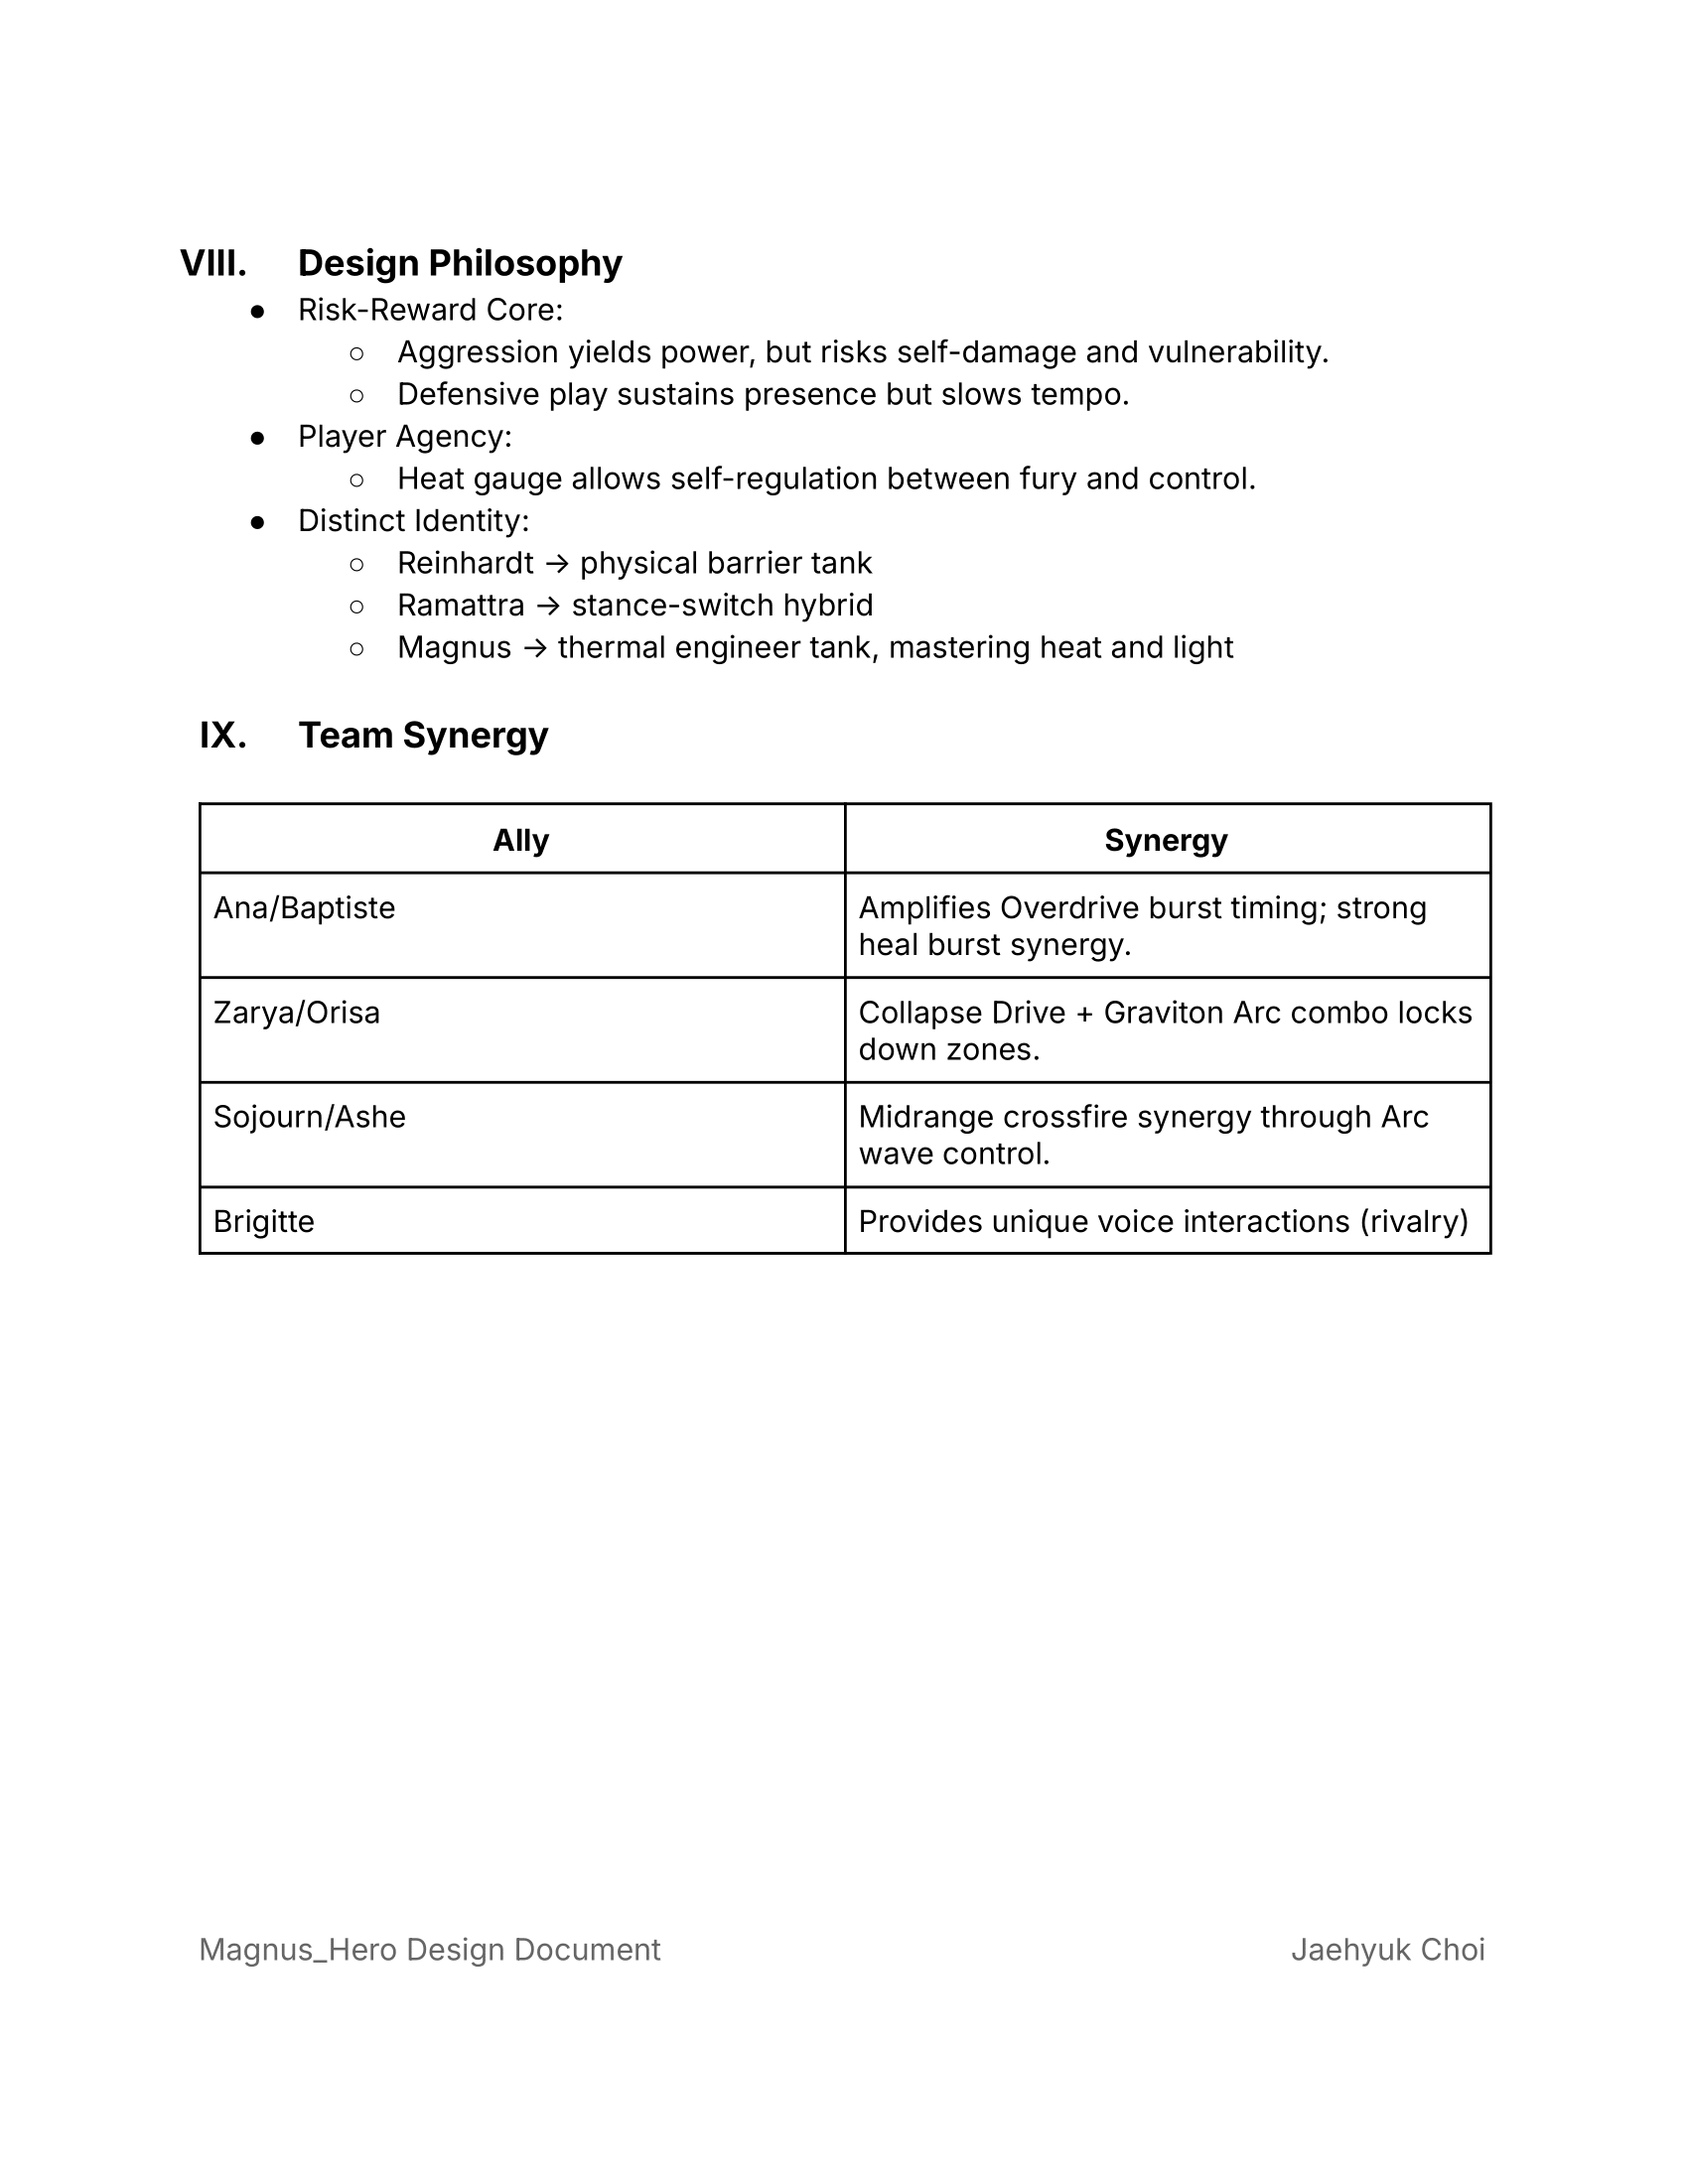 VIII. Design Philosophy
● Risk-Reward Core:
○ Aggression yields power, but risks self-damage and vulnerability.
○ Defensive play sustains presence but slows tempo.
● Player Agency:
○ Heat gauge allows self-regulation between fury and control.
● Distinct Identity:
○ Reinhardt → physical barrier tank
○ Ramattra → stance-switch hybrid
○ Magnus → thermal engineer tank, mastering heat and light
IX. Team Synergy
Ally Synergy
Ana/Baptiste Amplifies Overdrive burst timing; strong
heal burst synergy.
Zarya/Orisa Collapse Drive + Graviton Arc combo locks
down zones.
Sojourn/Ashe Midrange crossfire synergy through Arc
wave control.
Brigitte Provides unique voice interactions (rivalry)
Magnus_Hero Design Document Jaehyuk Choi